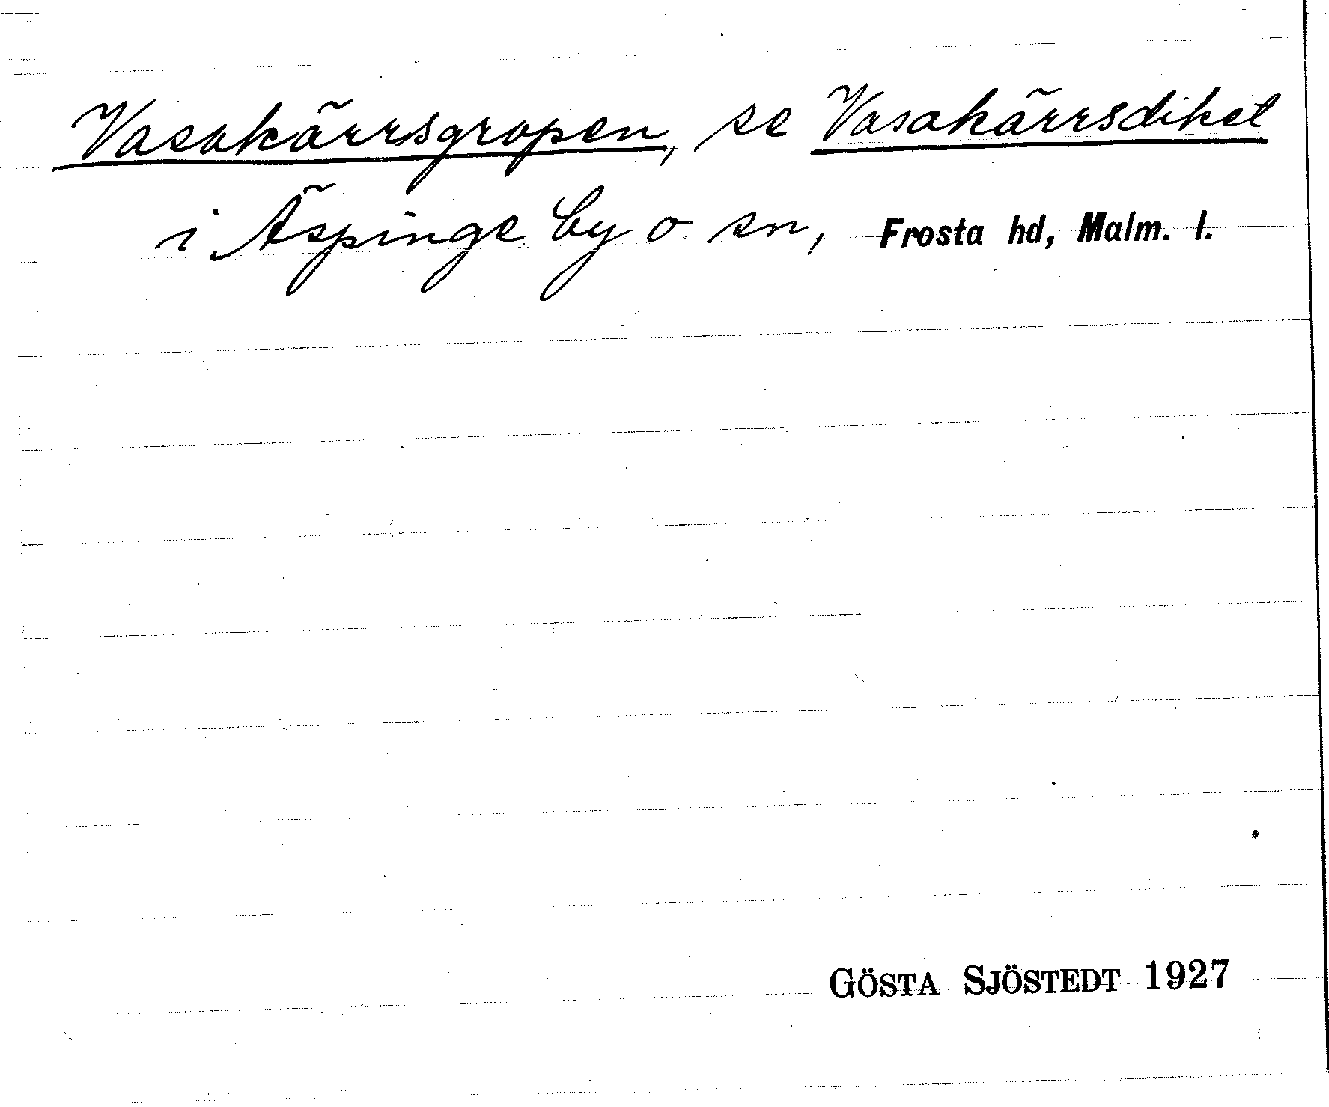 Vasakärrsgropen, se Vasakärrsdiket
i Äspinge by o sn, Frosta hd, Malm. l.
GÖSTA SJÖSTEDT 1927